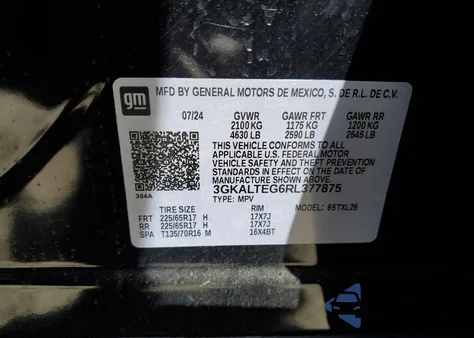 gm MFD BY GENERAL MOTORS DE MEXICO, S. DE R.L. DE C.V.
07/24 GVWR GAWR FRT GAWR RR
2100 KG 1175 KG 1200 KG
4630 LB 2590 LB 2645 LB
THIS VEHICLE CONFORMS TO ALL
APPLICABLE U.S. FEDERAL MOTOR
VEHICLE SAFETY AND BUMPER
STANDARDS IN EFFECT ON THE DATE
OF MANUFACTURE SHOWN ABOVE.
384A 3GKALTEG6RL377875
TYPE: MPV
TIRE SIZE RIM MODEL: 65TXL26
FRT 225/65R17 H 17X7J
RR 225/65R17 H 17X7J
SPA T135/70R16 M 16X4BT